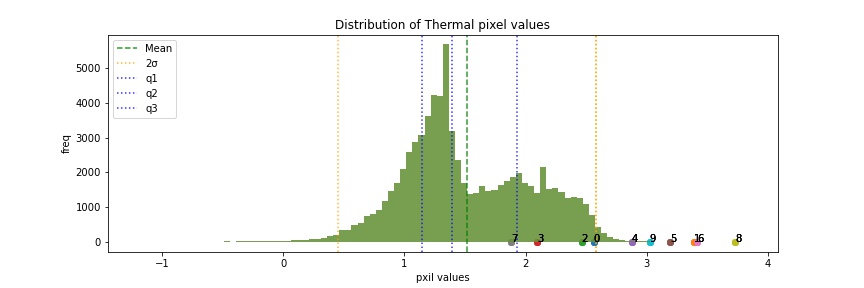 Distribution of Thermal pixel values
Mean
2σ
q1
q2
q3
freq
5000
4000
3000
2000
1000
0
7 3 2 0 4 9 5 1 6 8
−1 0 1 2 3 4
pxil values